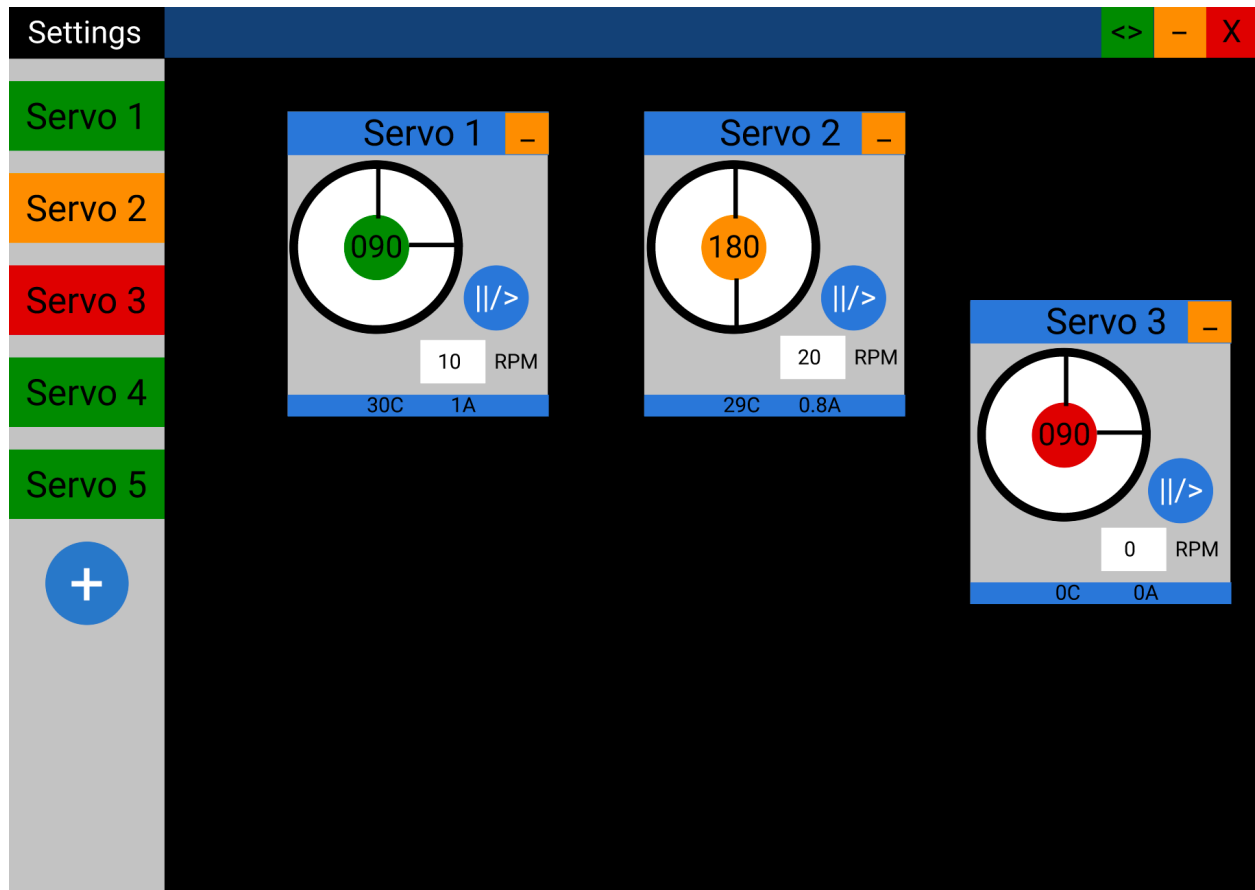 Settings
<> – X
Servo 1
Servo 2
Servo 3
Servo 4
Servo 5
+
Servo 1 _
090
||/>
10 RPM
30C 1A
Servo 2 _
180
||/>
20 RPM
29C 0.8A
Servo 3 _
090
||/>
0 RPM
0C 0A